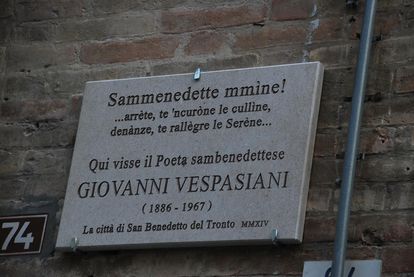 Sammenedette mmìne!
...arrète, te 'ncuròne le cullìne,
denànze, te rallègre le Serène...
Qui visse il Poeta sambenedettese
GIOVANNI VESPASIANI
( 1886 - 1967 )
La città di San Benedetto del Tronto MMXIV
74